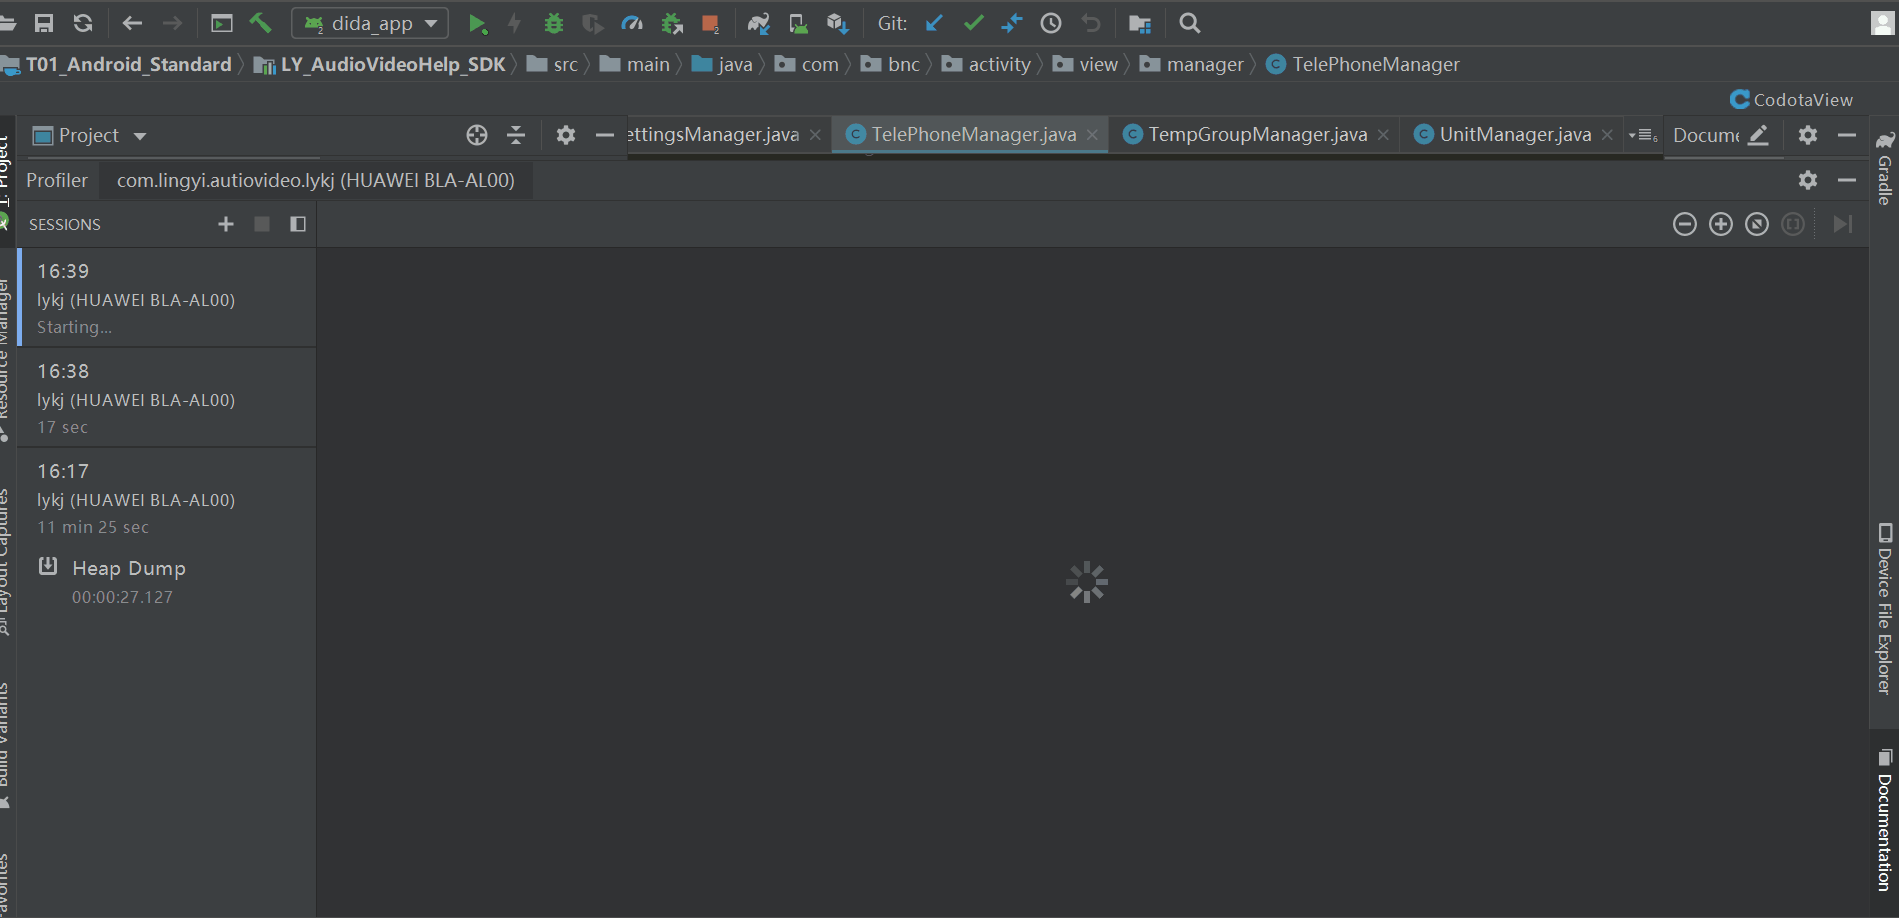 dida_app
Git:
T01_Android_Standard
LY_AudioVideoHelp_SDK
src
main
java
com
bnc
activity
view
manager
TelePhoneManager
CodotaView
Project
ettingsManager.java
TelePhoneManager.java
TempGroupManager.java
UnitManager.java
6
Docume
Profiler
com.lingyi.autiovideo.lykj (HUAWEI BLA-AL00)
SESSIONS
16:39
lykj (HUAWEI BLA-AL00)
Starting...
16:38
lykj (HUAWEI BLA-AL00)
17 sec
16:17
lykj (HUAWEI BLA-AL00)
11 min 25 sec
Heap Dump
00:00:27.127
1: Project
Resource Manager
Layout Captures
Build Variants
Favorites
Gradle
Device File Explorer
Documentation